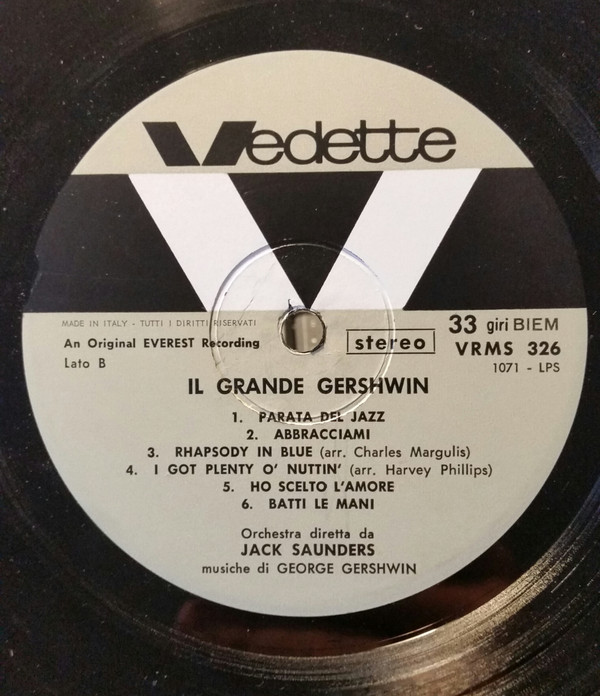 Vedette
MADE IN ITALY - TUTTI I DIRITTI RISERVATI
An Original EVEREST Recording
Lato B
stereo
33 giri BIEM
VRMS 326
1071 - LPS
IL GRANDE GERSHWIN
1. PARATA DEL JAZZ
2. ABBRACCIAMI
3. RHAPSODY IN BLUE (arr. Charles Margulis)
4. I GOT PLENTY O' NUTTIN' (arr. Harvey Phillips)
5. HO SCELTO L'AMORE
6. BATTI LE MANI
Orchestra diretta da
JACK SAUNDERS
musiche di GEORGE GERSHWIN